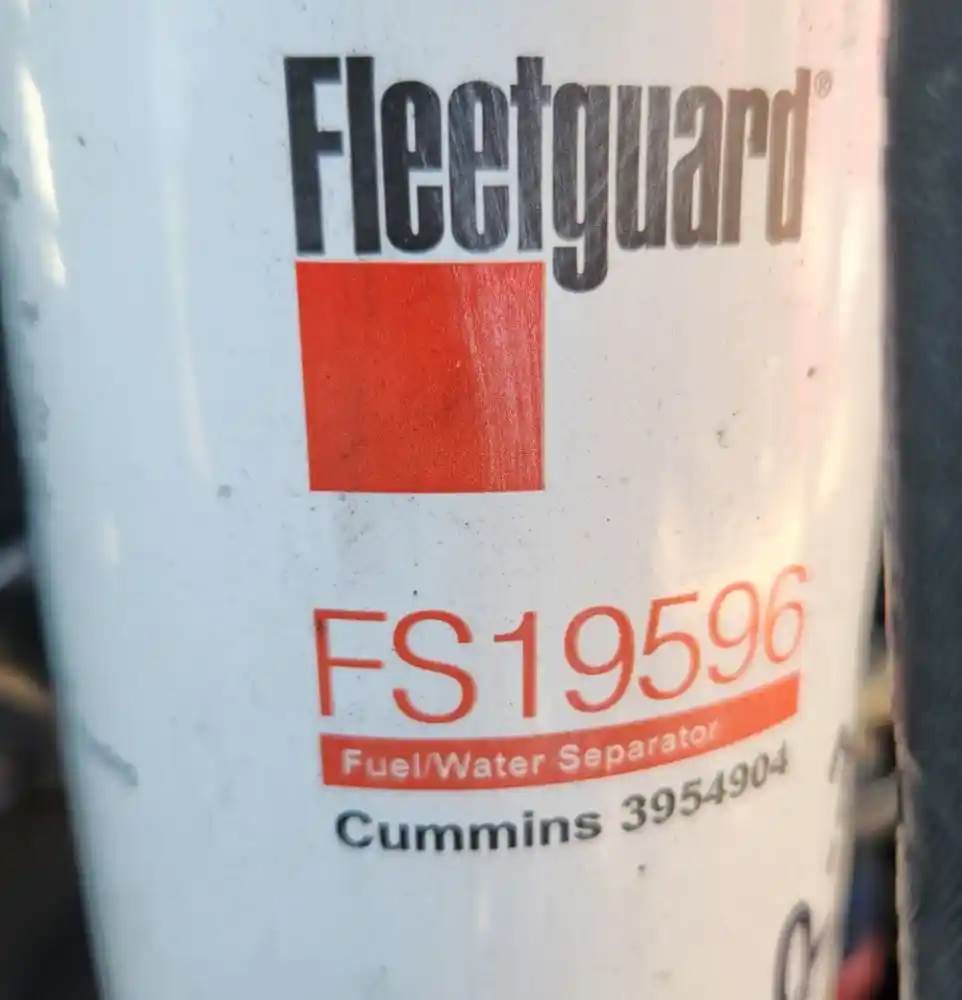 Fleetguard®
FS19596
Fuel/Water Separator
Cummins 3954904